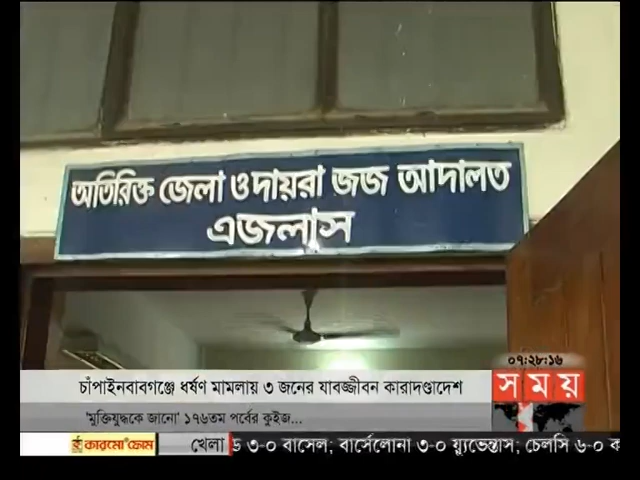 অতিরিক্ত জেলা ও দায়রা জজ আদালত
এজলাস
০৭:২৮:১৬
সময়
চাঁপাইনবাবগঞ্জে ধর্ষণ মামলায় ৩ জনের যাবজ্জীবন কারাদণ্ডাদেশ
'মুক্তিযুদ্ধকে জানো' ১৭৬তম পর্বের কুইজ...
কারমো ফোম খেলা ৩-০ বাসেল; বার্সেলোনা ৩-০ য়্যুভেন্তাস; চেলসি ৬-০